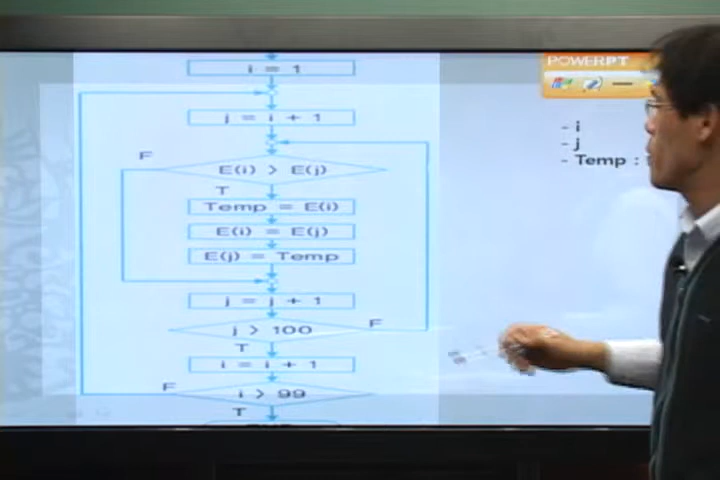 i = 1
j = i + 1
F
E(i) > E(j)
T
Temp = E(i)
E(i) = E(j)
E(j) = Temp
j = j + 1
j > 100
F
T
i = i + 1
F
i > 99
T
POWERPT
- i
- j
- Temp :